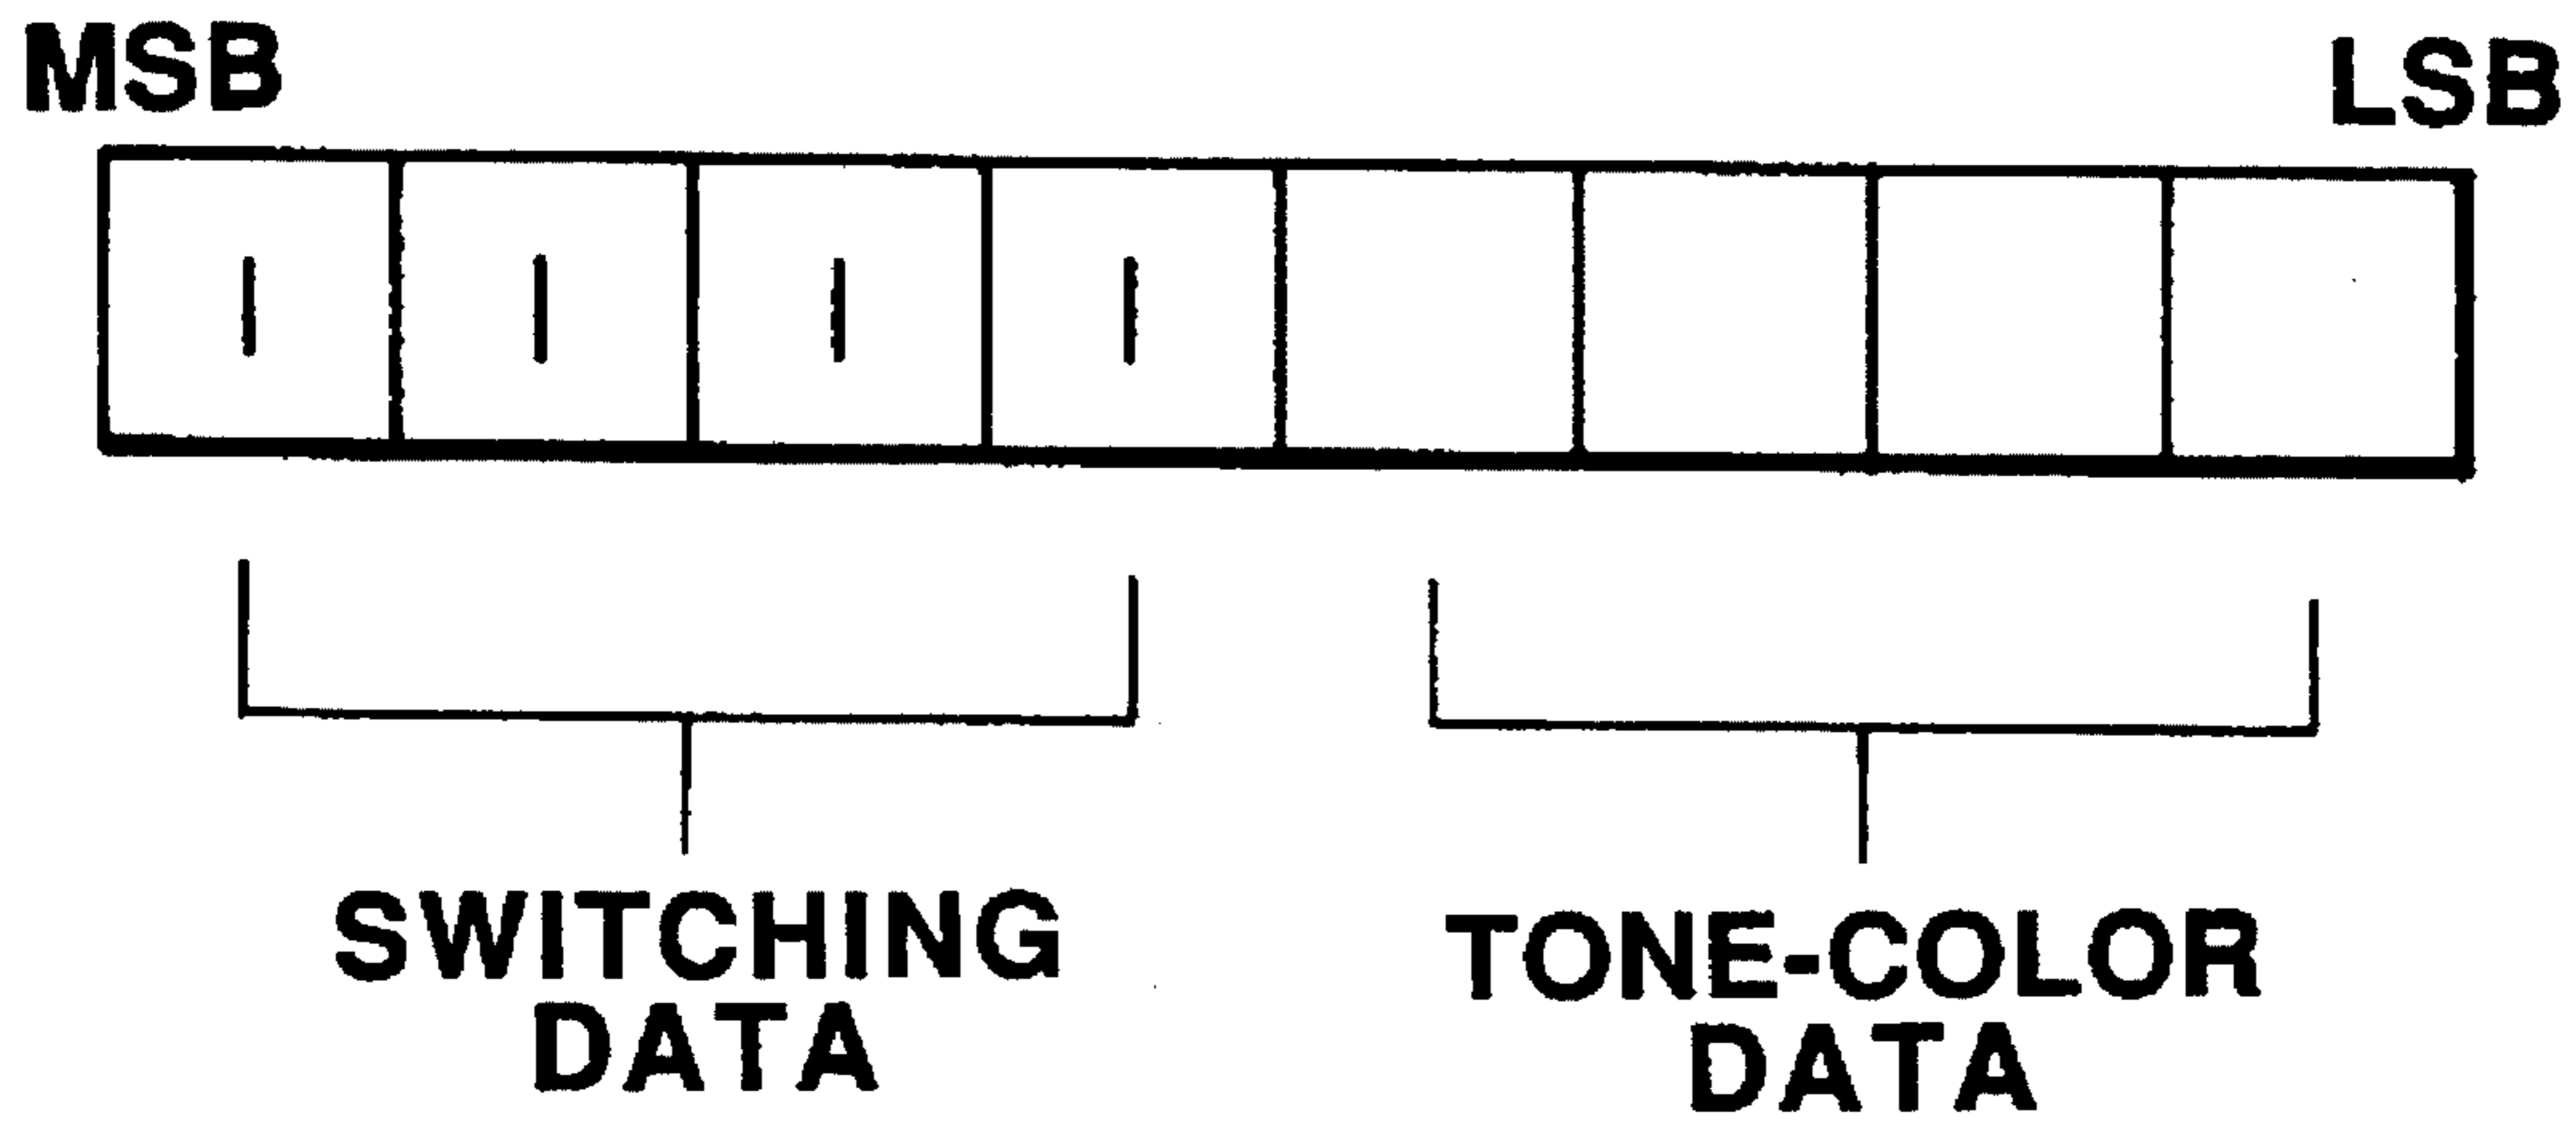 MSB LSB
1 1 1 1
SWITCHING
DATA
TONE-COLOR
DATA